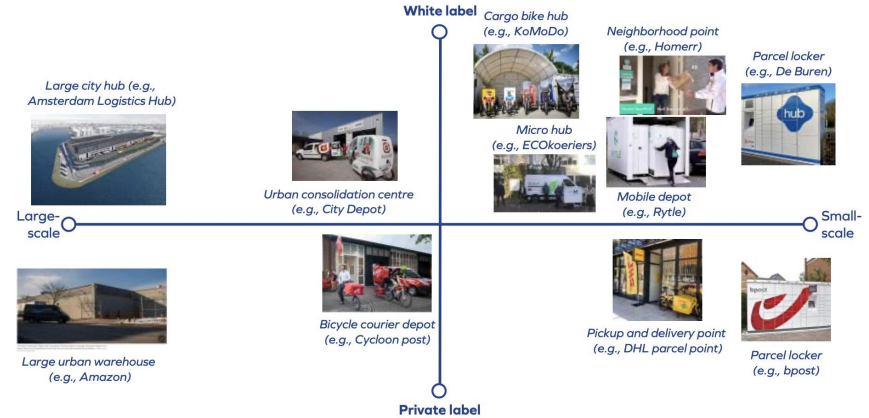 White label
Cargo bike hub
(e.g., KoMoDo)
Neighborhood point
(e.g., Homerr)
Parcel locker
(e.g., De Buren)
Large city hub (e.g.,
Amsterdam Logistics Hub)
hub
Micro hub
(e.g., ECOkoeriers)
Urban consolidation centre
(e.g., City Depot)
Mobile depot
(e.g., Rytle)
Large-
scale
Small-
scale
DHL
bpost
Bicycle courier depot
(e.g., Cycloon post)
Pickup and delivery point
(e.g., DHL parcel point)
Large urban warehouse
(e.g., Amazon)
Parcel locker
(e.g., bpost)
Private label